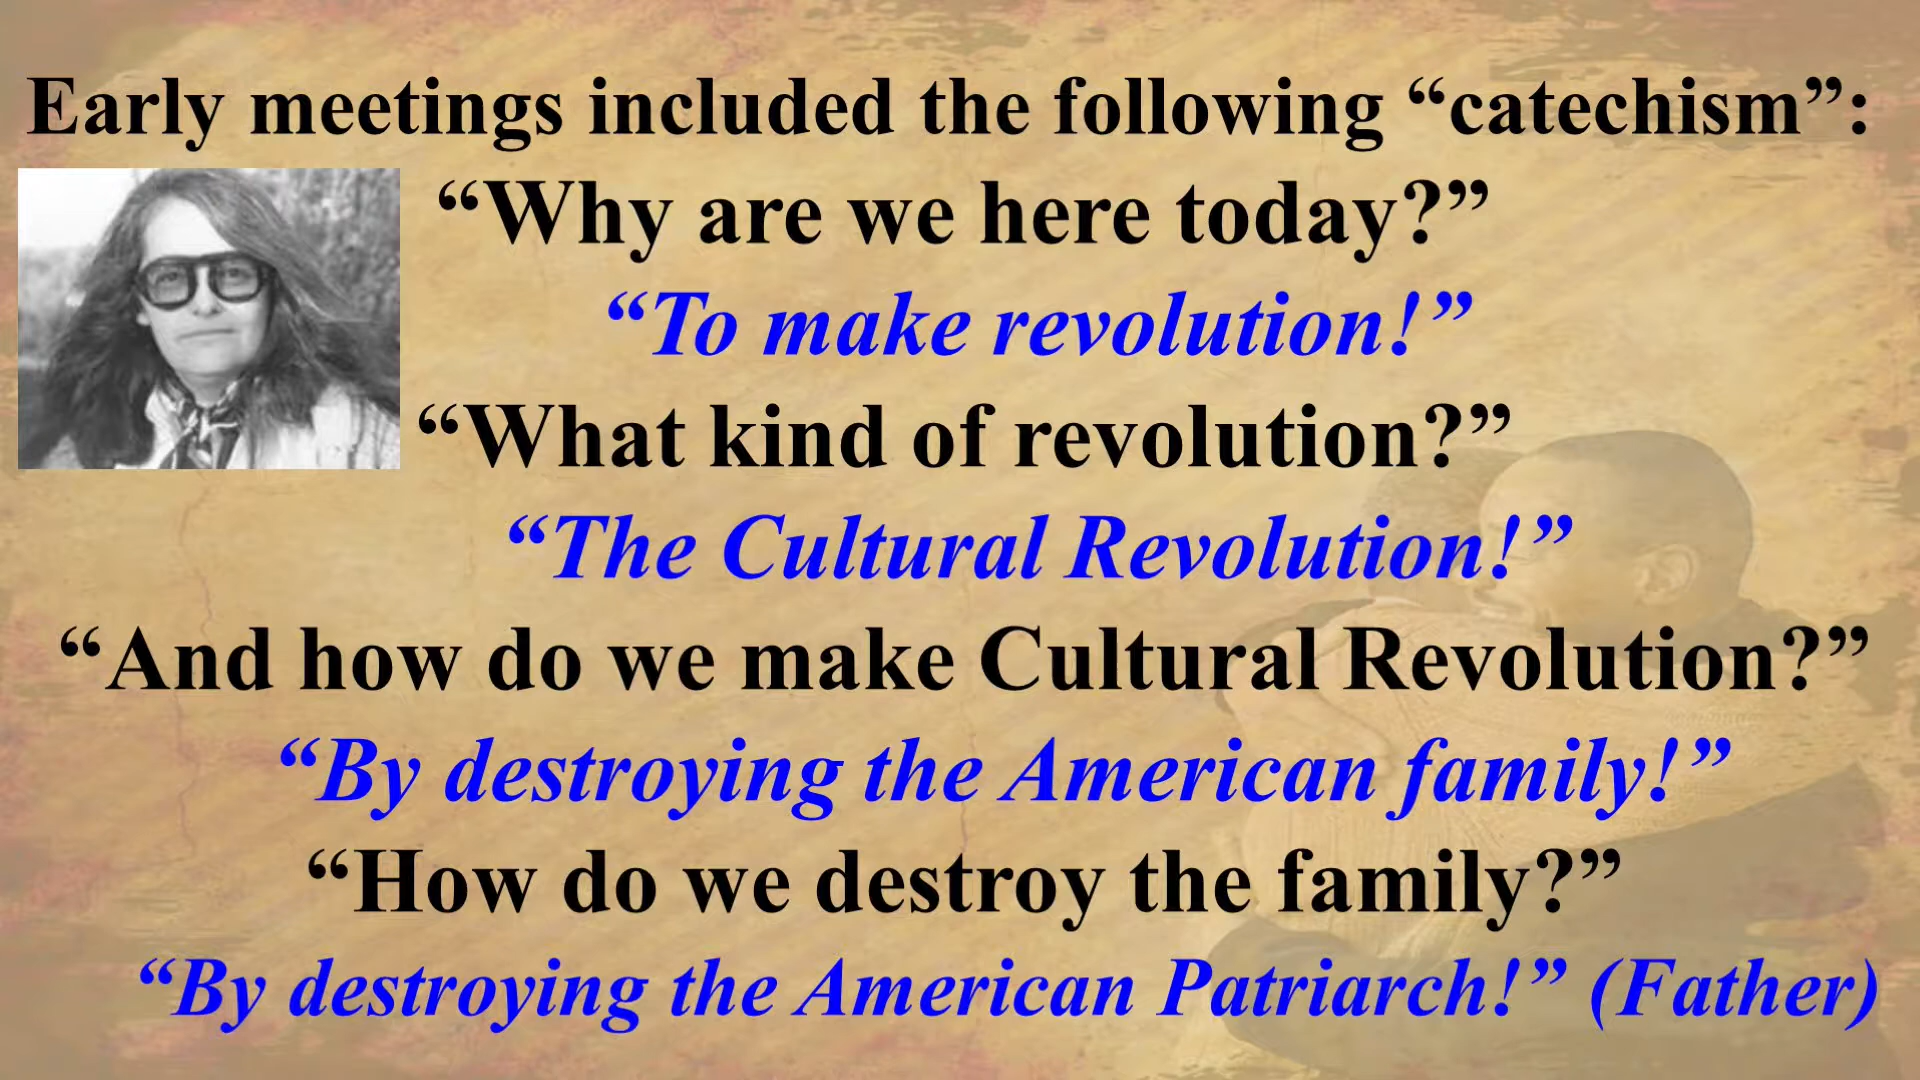 Early meetings included the following “catechism”:
“Why are we here today?”
“To make revolution!”
“What kind of revolution?”
“The Cultural Revolution!”
“And how do we make Cultural Revolution?”
“By destroying the American family!”
“How do we destroy the family?”
“By destroying the American Patriarch!” (Father)